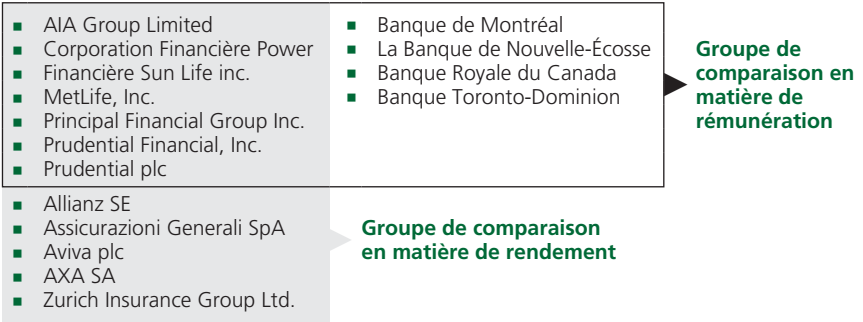 ▪ AIA Group Limited
▪ Corporation Financière Power
▪ Financière Sun Life inc.
▪ MetLife, Inc.
▪ Principal Financial Group Inc.
▪ Prudential Financial, Inc.
▪ Prudential plc
▪ Banque de Montréal
▪ La Banque de Nouvelle-Écosse
▪ Banque Royale du Canada
▪ Banque Toronto-Dominion
Groupe de
comparaison en
matière de
rémunération
▪ Allianz SE
▪ Assicurazioni Generali SpA
▪ Aviva plc
▪ AXA SA
▪ Zurich Insurance Group Ltd.
Groupe de comparaison
en matière de rendement